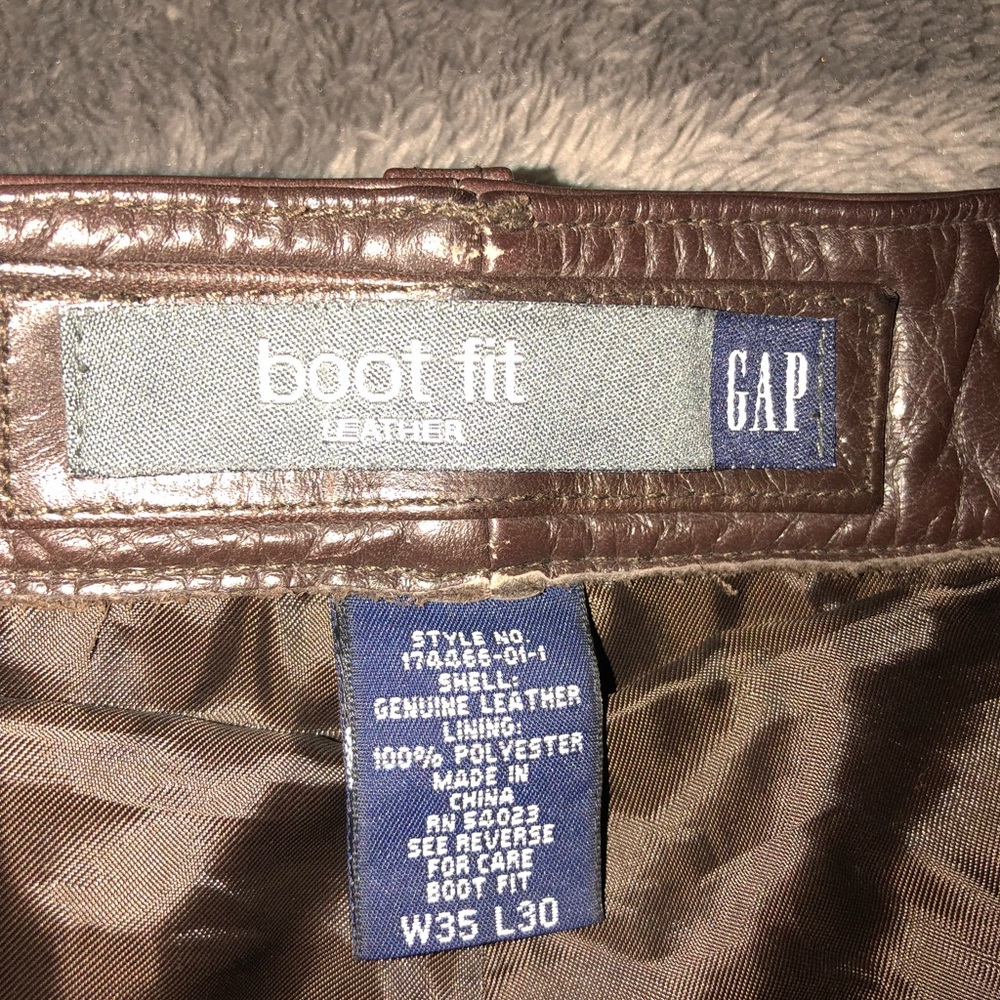 boot fit
LEATHER
GAP
STYLE NO.
174466-01-1
SHELL:
GENUINE LEATHER
LINING:
100% POLYESTER
MADE IN
CHINA
RN 54023
SEE REVERSE
FOR CARE
BOOT FIT
W35 L30